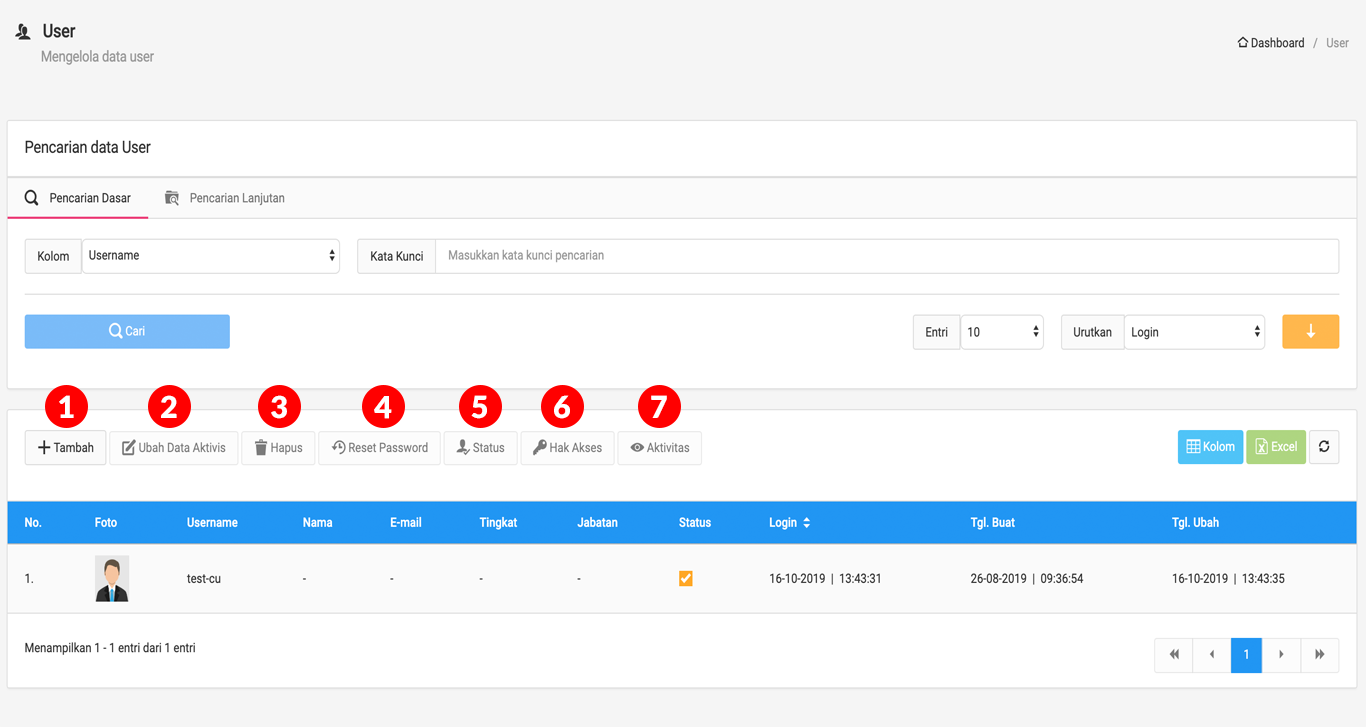 User
Mengelola data user
Dashboard / User
Pencarian data User
Pencarian Dasar Pencarian Lanjutan
Kolom Username Kata Kunci Masukkan kata kunci pencarian
Cari Entri 10 Urutkan Login
1 2 3 4 5 6 7
Tambah Ubah Data Aktivis Hapus Reset Password Status Hak Akses Aktivitas Kolom Excel
No. Foto Username Nama E-mail Tingkat Jabatan Status Login Tgl. Buat Tgl. Ubah
1. test-cu - - - - 16-10-2019 | 13:43:31 26-08-2019 | 09:36:54 16-10-2019 | 13:43:35
Menampilkan 1 - 1 entri dari 1 entri 1